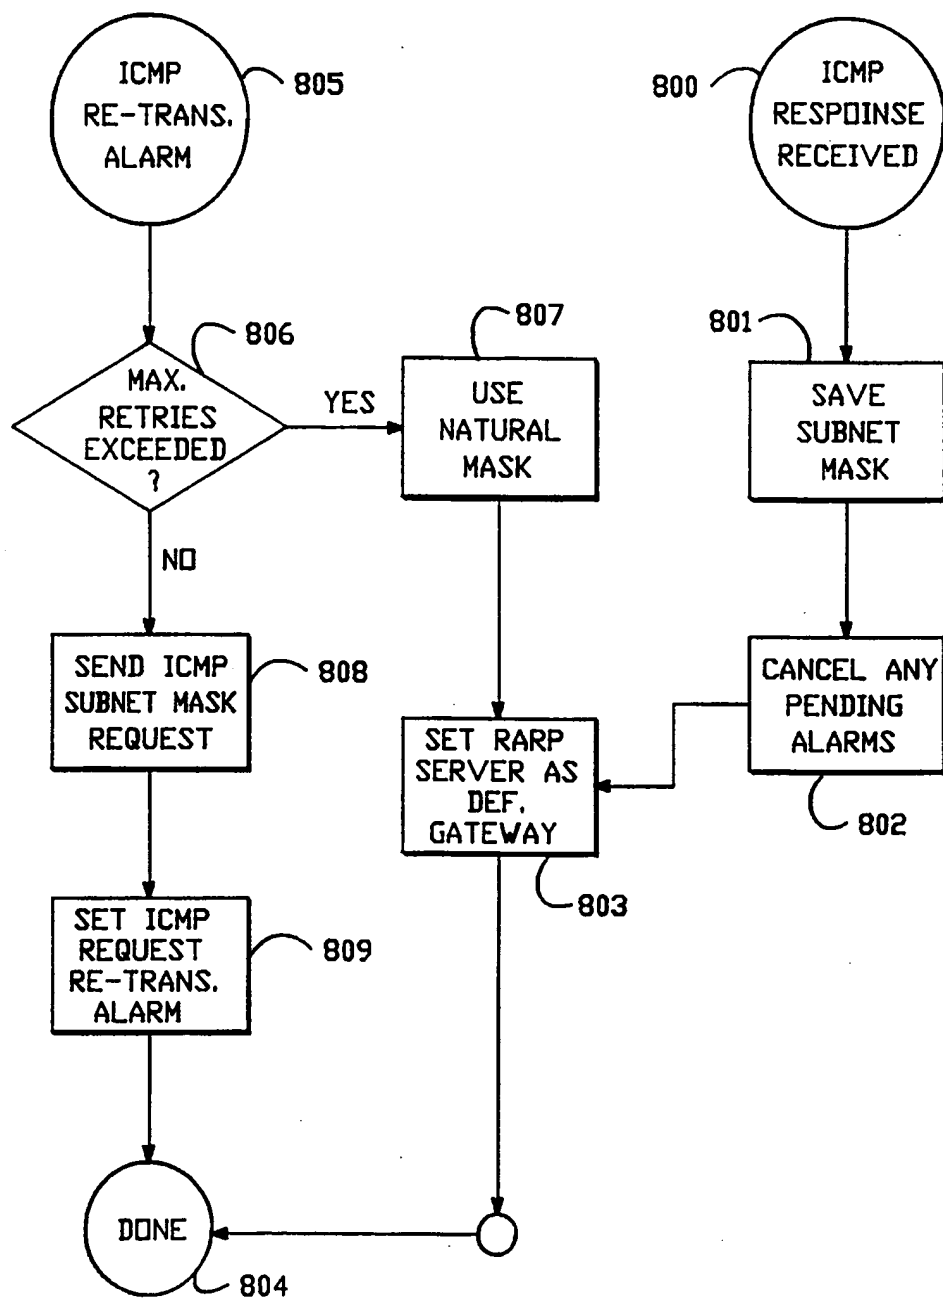 ICMP
RE-TRANS.
ALARM
805
800
ICMP
RESPOINSE
RECEIVED
806
807
801
MAX.
RETRIES
EXCEEDED
?
YES
USE
NATURAL
MASK
SAVE
SUBNET
MASK
NO
SEND ICMP
SUBNET MASK
REQUEST
808
SET RARP
SERVER AS
DEF.
GATEWAY
803
CANCEL ANY
PENDING
ALARMS
802
SET ICMP
REQUEST
RE-TRANS.
ALARM
809
DONE
804